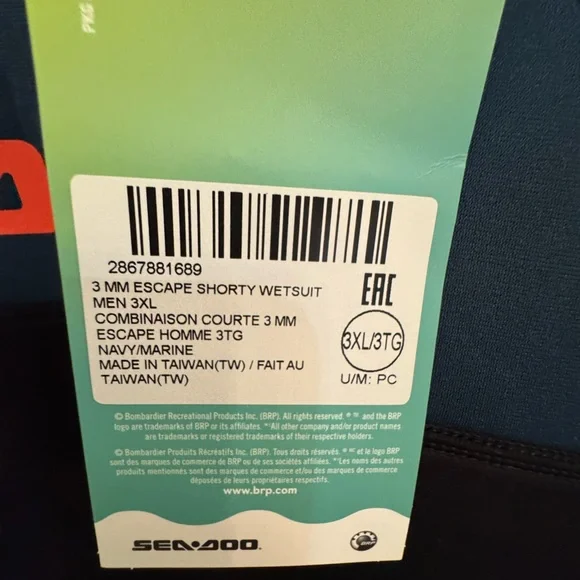 PKG
2867881689
3 MM ESCAPE SHORTY WETSUIT
MEN 3XL
COMBINAISON COURTE 3 MM
ESCAPE HOMME 3TG
NAVY/MARINE
MADE IN TAIWAN(TW) / FAIT AU
TAIWAN(TW)
EAC
3XL/3TG
U/M: PC
© Bombardier Recreational Products Inc. (BRP). All rights reserved. ® ™ and the BRP
logo are trademarks of BRP or its affiliates. *¹All other company and/or product names
are trademarks or registered trademarks of their respective holders.
© Bombardier Produits Récréatifs Inc. (BRP). Tous droits réservés. ® MC et le logo BRP
sont des marques de commerce de BRP ou de ses sociétés affiliées. *¹Les noms des autres
produits mentionnés sont des marques de commerce et/ou des marques de commerce
déposées de leurs propriétaires respectifs.
www.brp.com
SEA-DOO